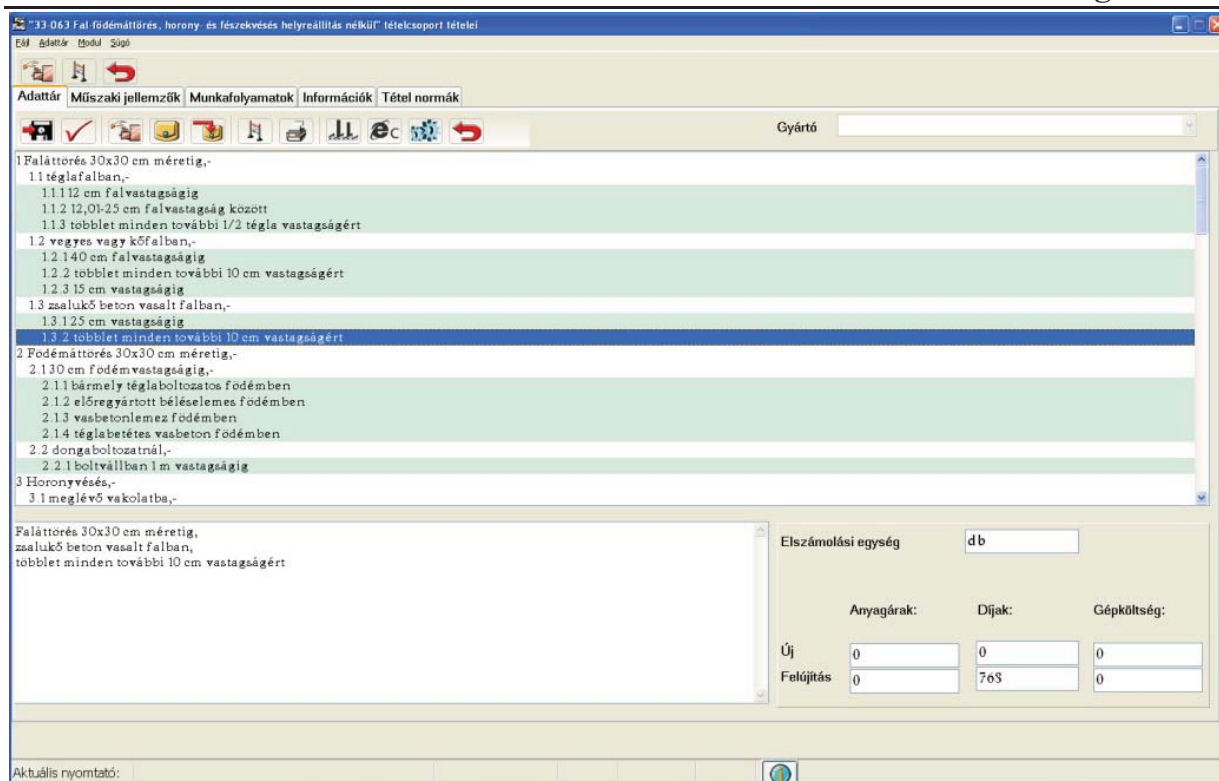 "33-063 Fal-födémáttörés, horony- és fészekvésés helyreállítás nélkül" tételcsoport tételei
Fájl Adattár Modul Súgó
Adattár Műszaki jellemzők Munkafolyamatok Információk Tétel normák
Gyártó
1 Faláttörés 30x30 cm méretig,-
1.1 téglafalban,-
1.1.1 12 cm falvastagságig
1.1.2 12,01-25 cm falvastagság között
1.1.3 többlet minden további 1/2 tégla vastagságért
1.2 vegyes vagy kőfalban,-
1.2.1 40 cm falvastagságig
1.2.2 többlet minden további 10 cm vastagságért
1.2.3 15 cm vastagságig
1.3 zsalukő beton vasalt falban,-
1.3.1 25 cm vastagságig
1.3.2 többlet minden további 10 cm vastagságért
2 Födémáttörés 30x30 cm méretig,-
2.1 30 cm födémvastagságig,-
2.1.1 bármely téglaboltozatos födémben
2.1.2 előregyártott béléselemes födémben
2.1.3 vasbetonlemez födémben
2.1.4 téglabetétes vasbeton födémben
2.2 dongaboltozatnál,-
2.2.1 boltvállban 1 m vastagságig
3 Horonyvésés,-
3.1 meglévő vakolatba,-
Faláttörés 30x30 cm méretig,
zsalukő beton vasalt falban,
többlet minden további 10 cm vastagságért
Elszámolási egység db
Anyagárak: Díjak: Gépköltség:
Új 0 0 0
Felújítás 0 768 0
Aktuális nyomtató: